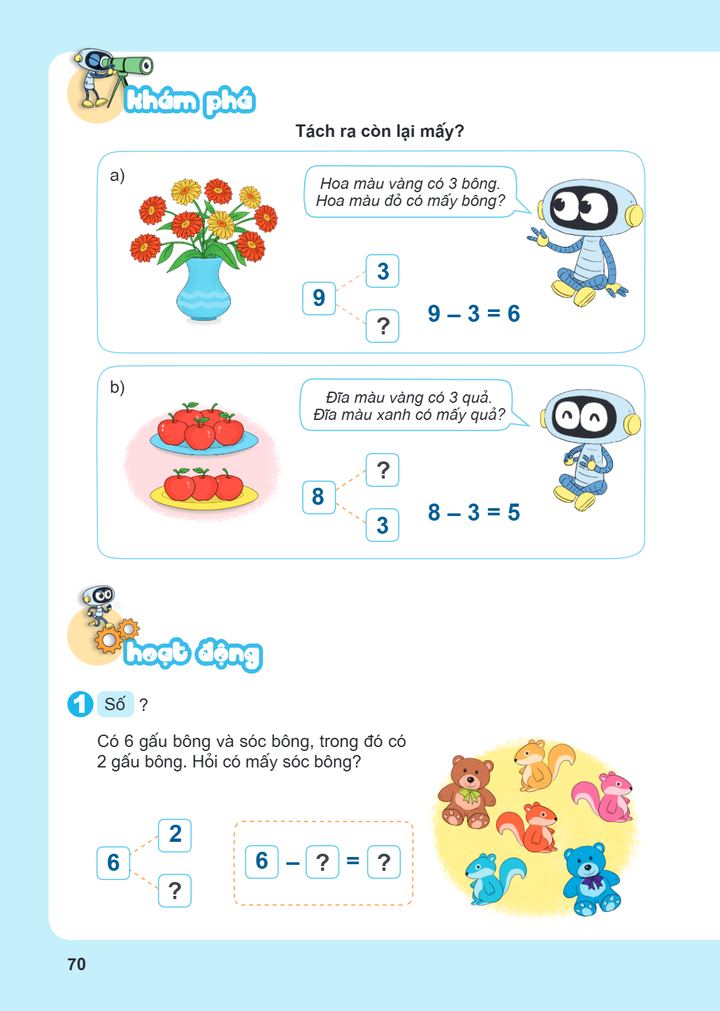 khám phá
Tách ra còn lại mấy?
a)
Hoa màu vàng có 3 bông.
Hoa màu đỏ có mấy bông?
9
3
?
9 – 3 = 6
b)
Đĩa màu vàng có 3 quả.
Đĩa màu xanh có mấy quả?
8
?
3
8 – 3 = 5
hoạt động
1 Số ?
Có 6 gấu bông và sóc bông, trong đó có
2 gấu bông. Hỏi có mấy sóc bông?
6
2
?
6 – ? = ?
70